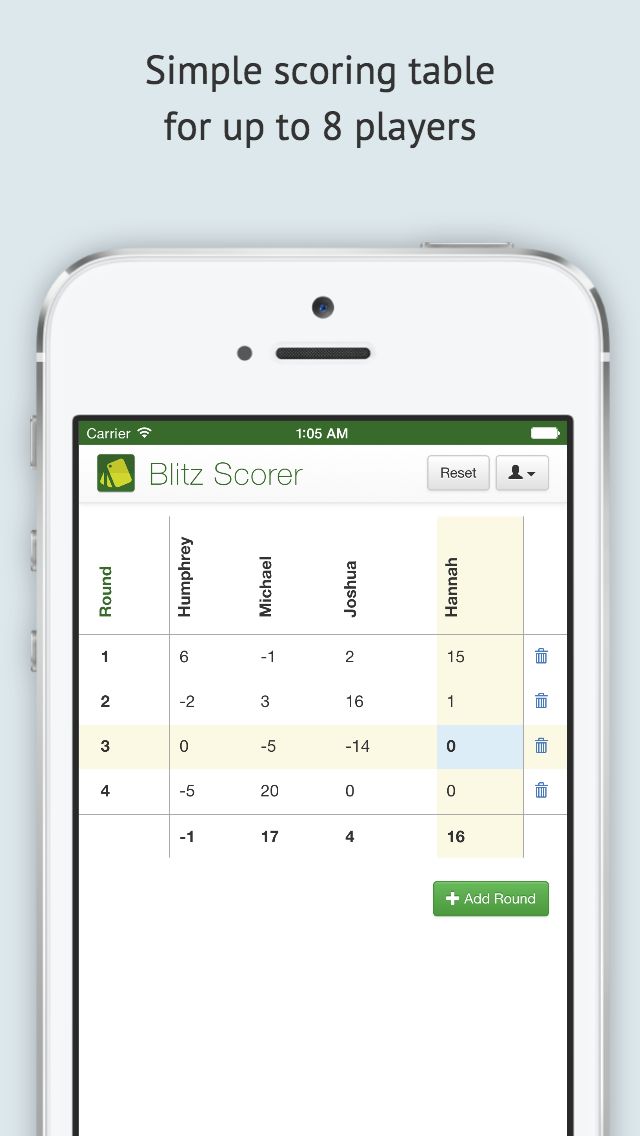 Simple scoring table
for up to 8 players
Carrier 1:05 AM
Blitz Scorer Reset
Round Humphrey Michael Joshua Hannah
1 6 -1 2 15
2 -2 3 16 1
3 0 -5 -14 0
4 -5 20 0 0
-1 17 4 16
Add Round